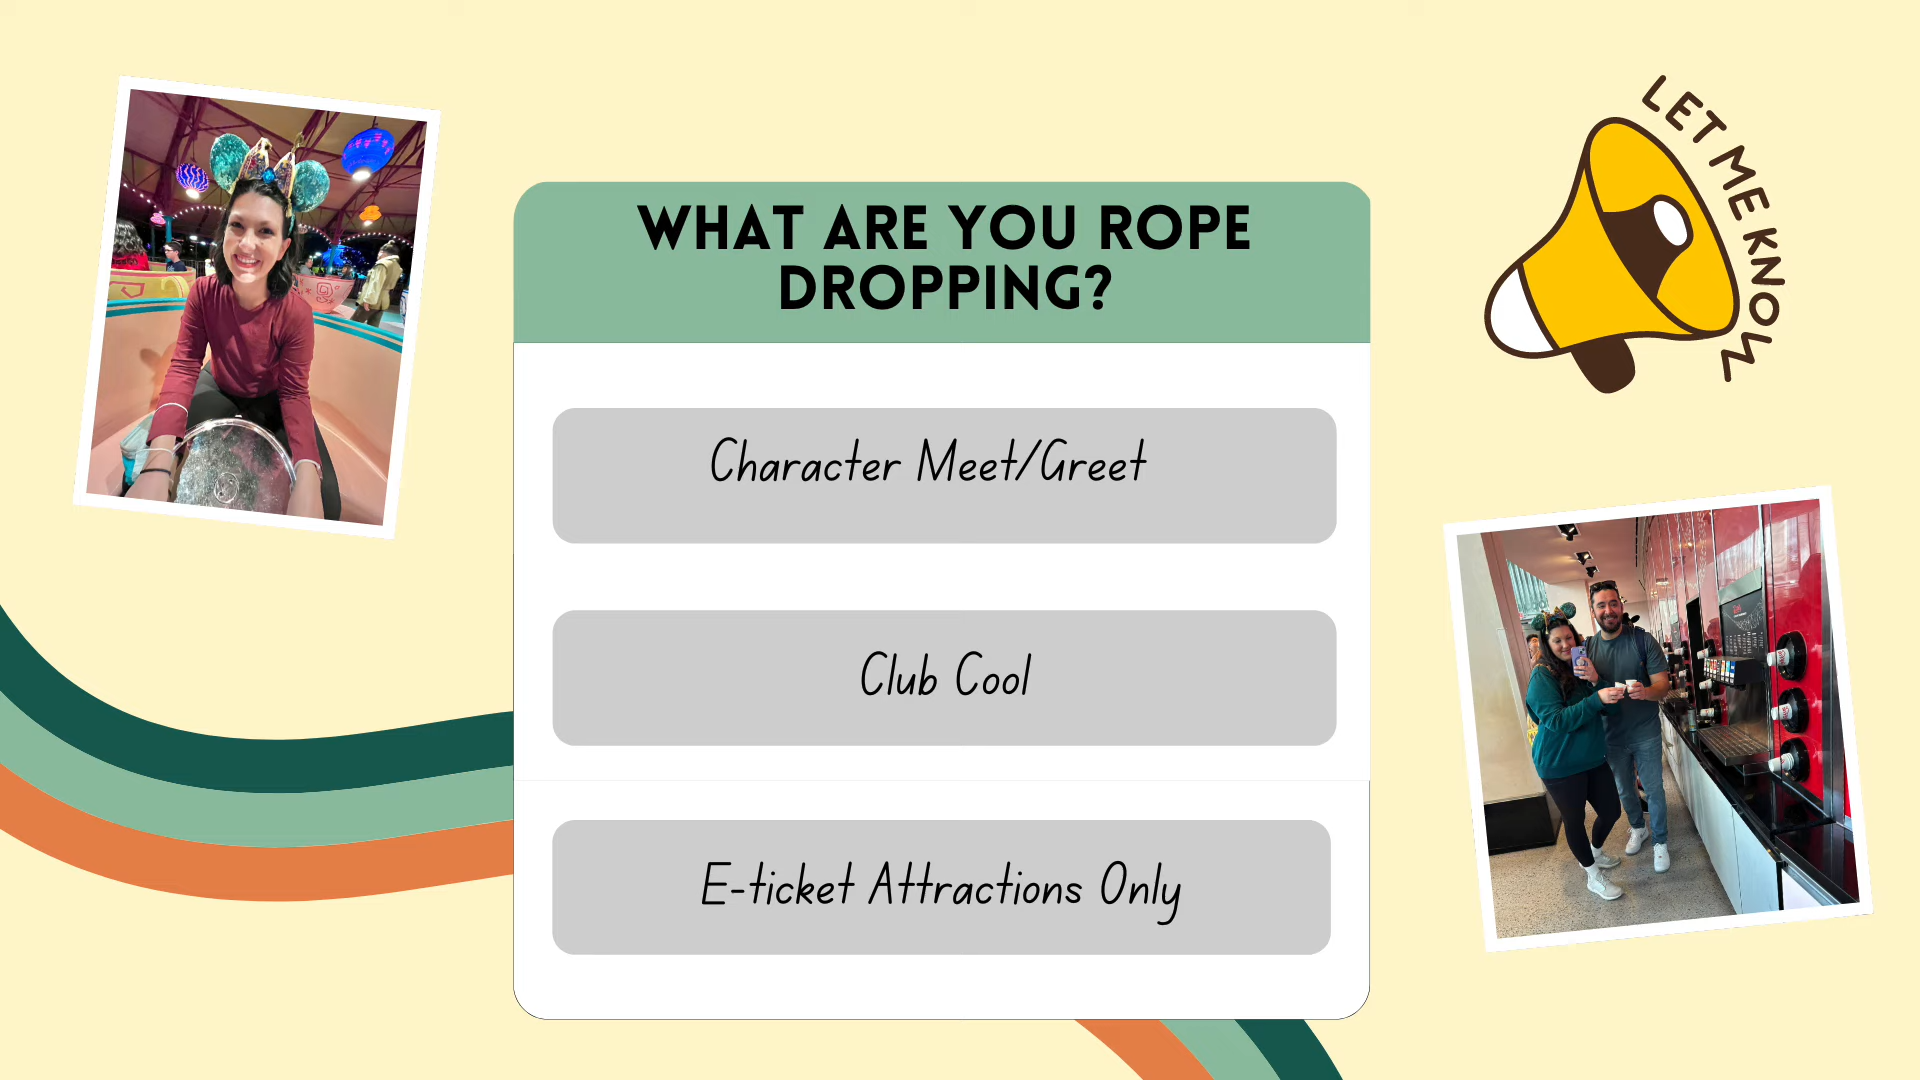 WHAT ARE YOU ROPE
DROPPING?
Character Meet/Greet
Club Cool
E-ticket Attractions Only
LET ME KNOW